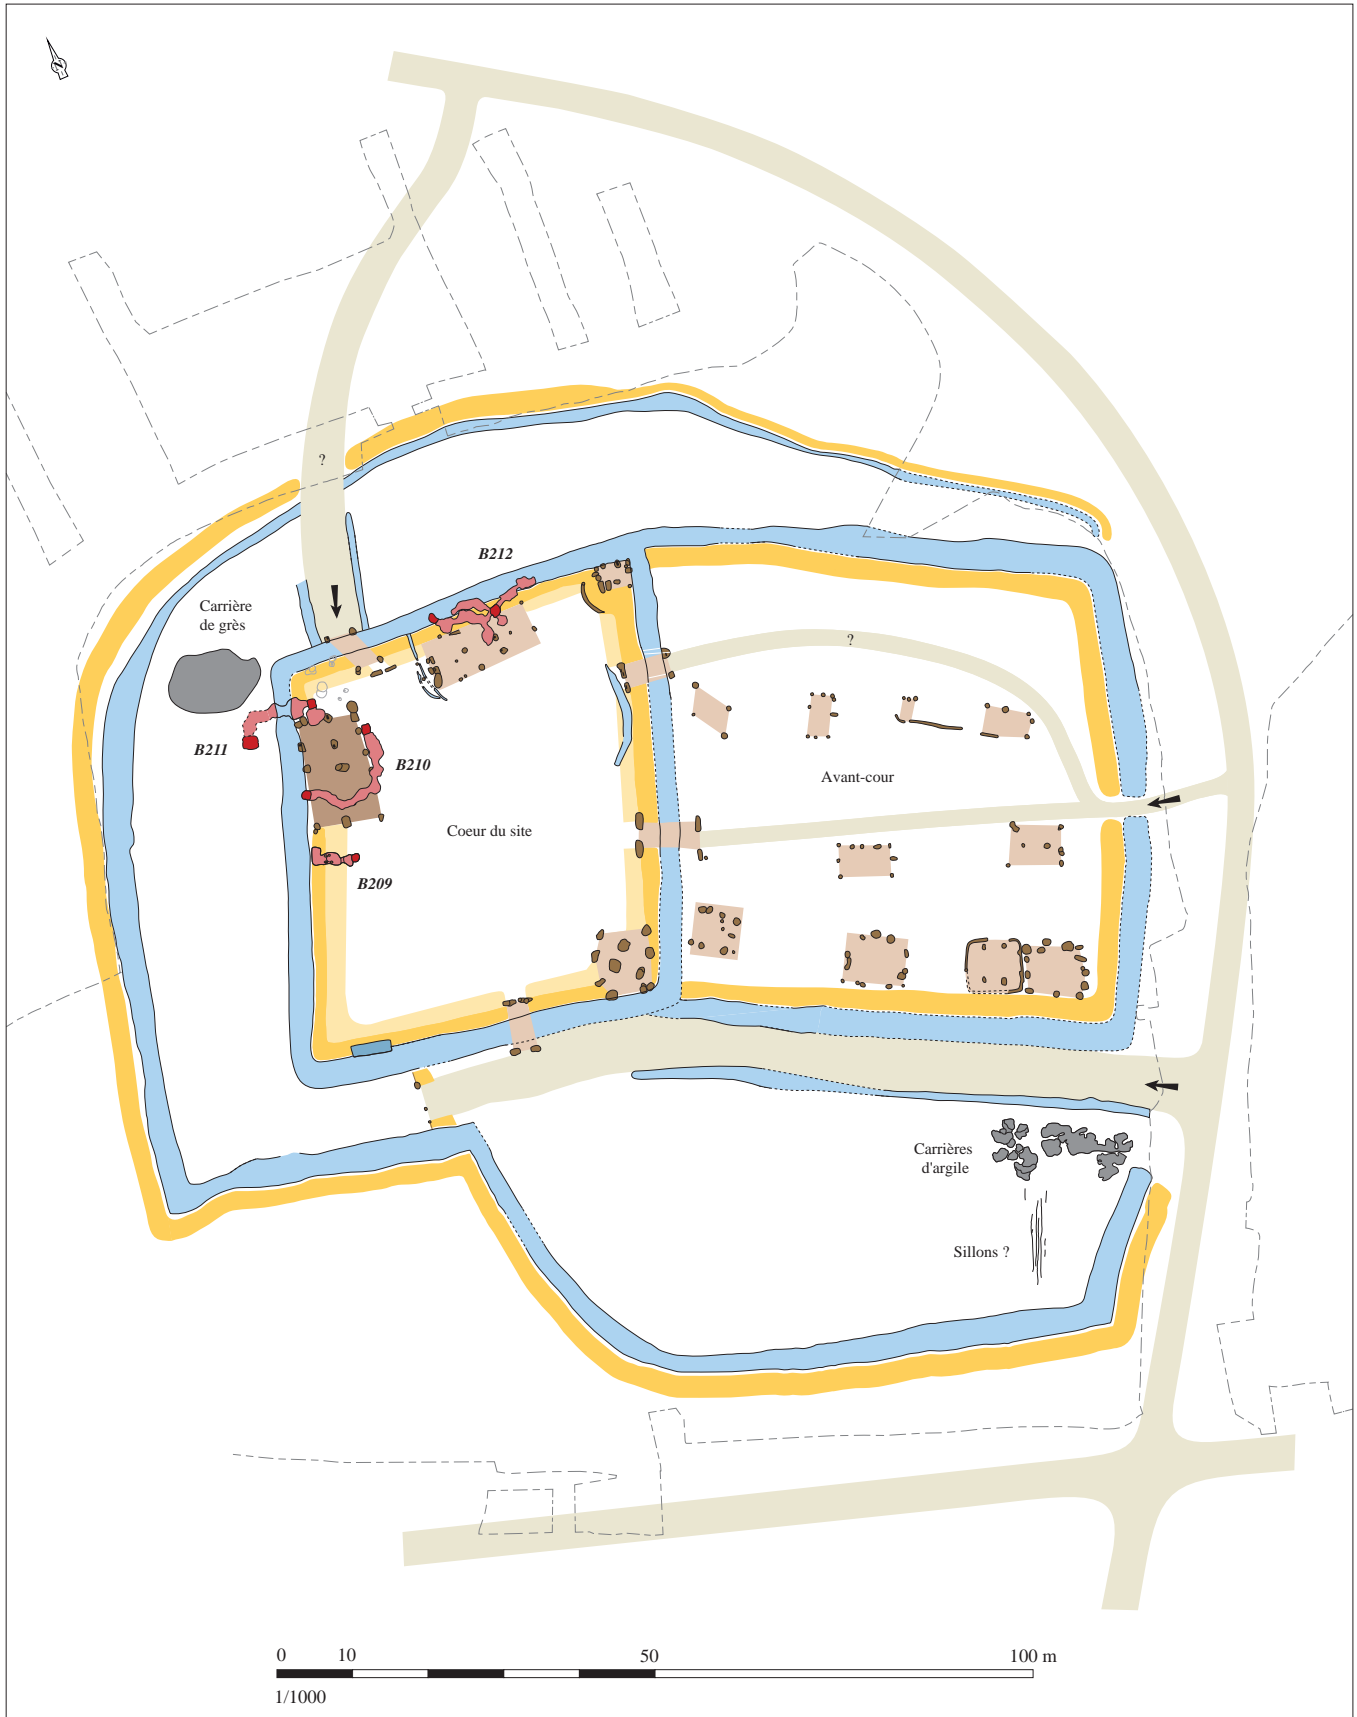 N
?
B212
Carrière
de grès
?
B211
B210
Avant-cour
Coeur du site
B209
Carrières
d'argile
Sillons ?
0 10 50 100 m
1/1000